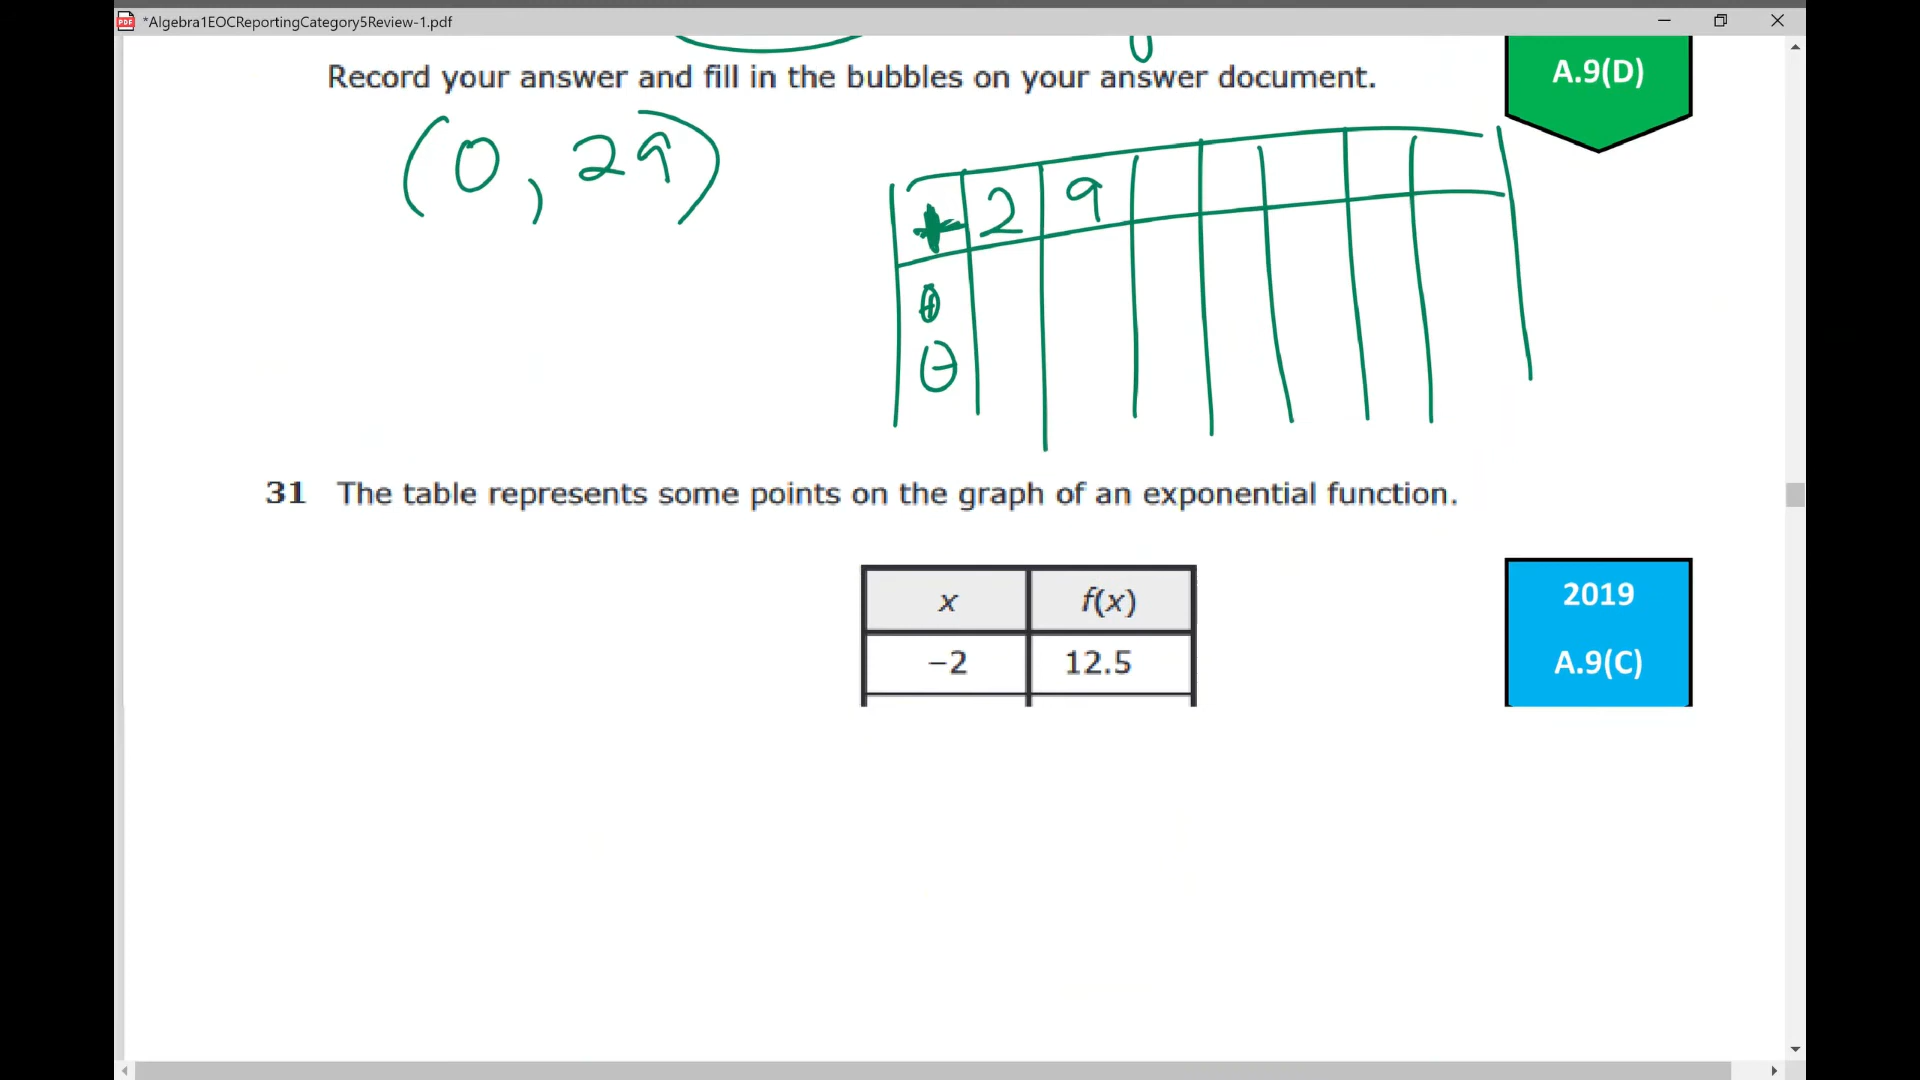 *Algebra1EOCReportingCategory5Review-1.pdf
A.9(D)
Record your answer and fill in the bubbles on your answer document.
(0, 29)
+ 2 9
+
−
31 The table represents some points on the graph of an exponential function.
x f(x)
−2 12.5
2019
A.9(C)